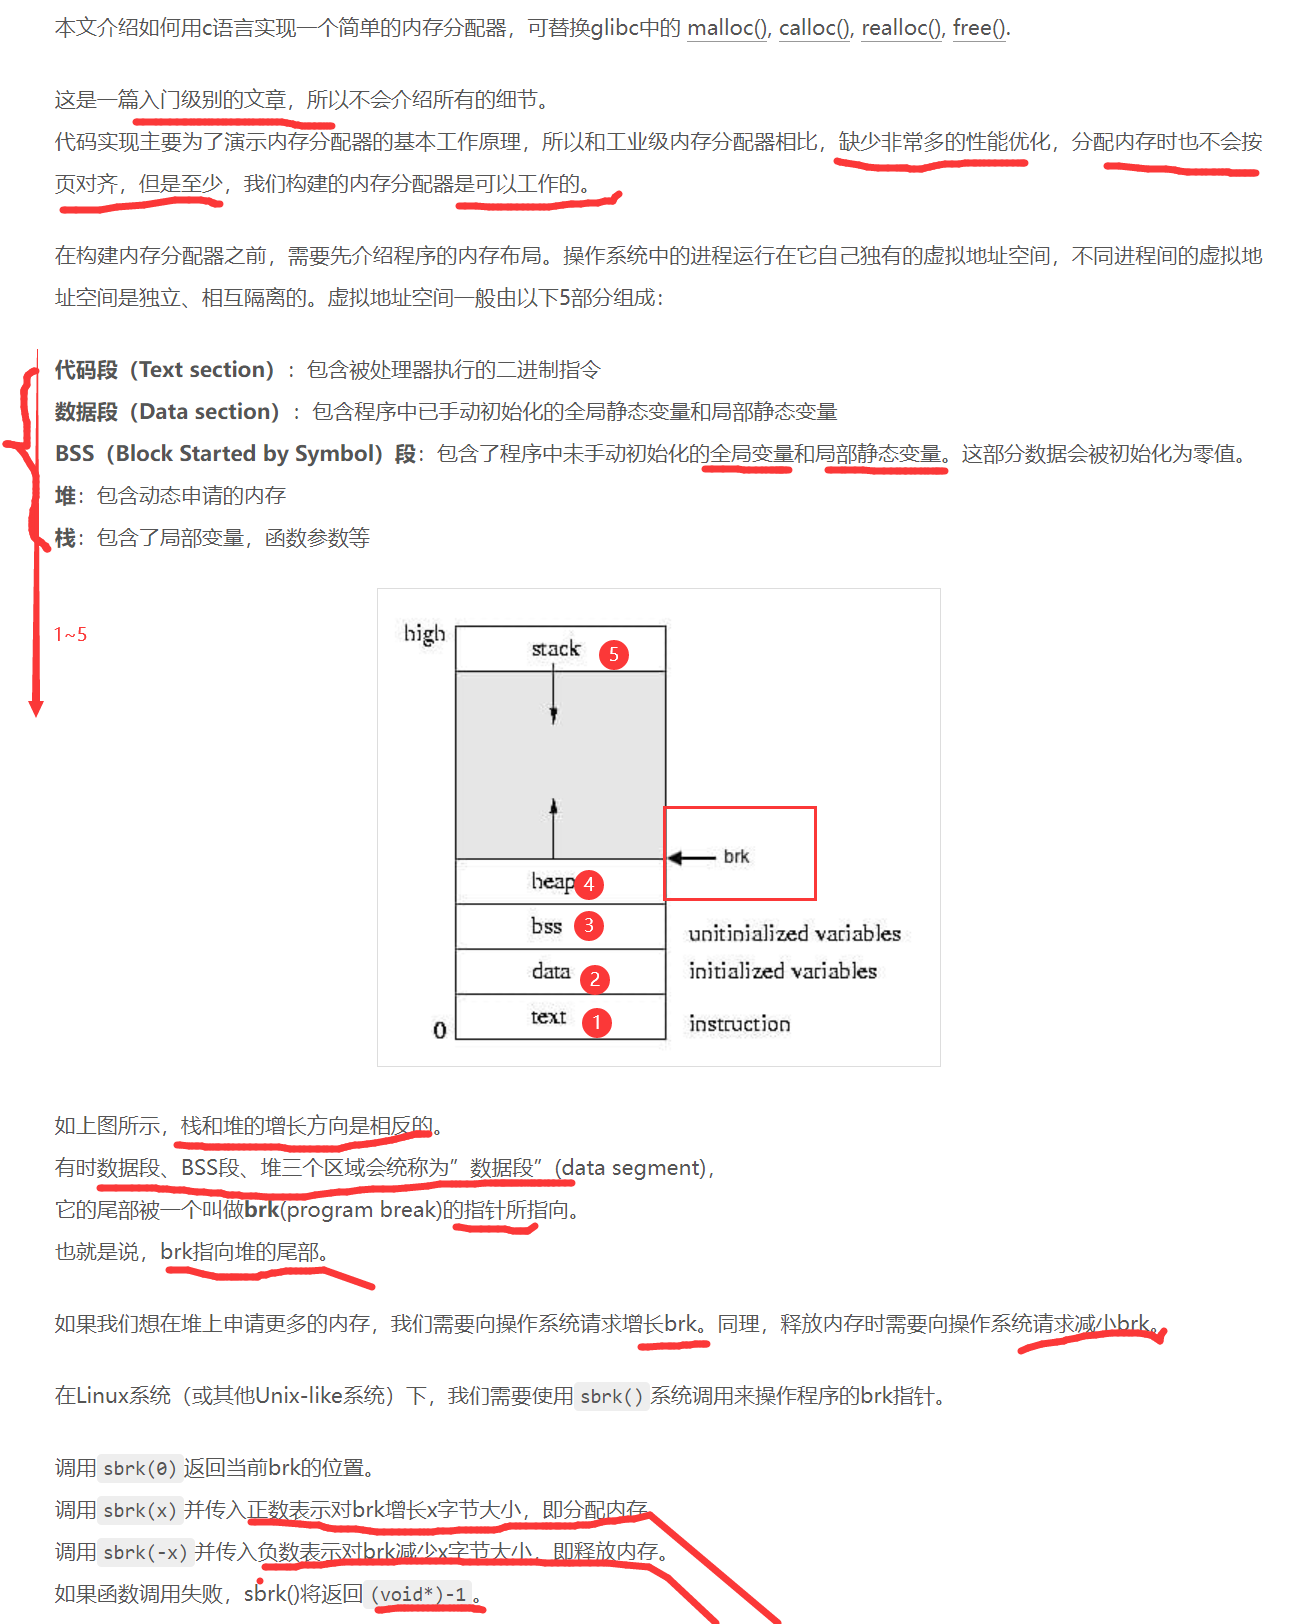 本文介绍如何用c语言实现一个简单的内存分配器，可替换glibc中的 malloc(), calloc(), realloc(), free().
这是一篇入门级别的文章，所以不会介绍所有的细节。
代码实现主要为了演示内存分配器的基本工作原理，所以和工业级内存分配器相比，缺少非常多的性能优化，分配内存时也不会按
页对齐，但是至少，我们构建的内存分配器是可以工作的。
在构建内存分配器之前，需要先介绍程序的内存布局。操作系统中的进程运行在它自己独有的虚拟地址空间，不同进程间的虚拟地
址空间是独立、相互隔离的。虚拟地址空间一般由以下5部分组成：
代码段（Text section）：包含被处理器执行的二进制指令
数据段（Data section）：包含程序中已手动初始化的全局静态变量和局部静态变量
BSS（Block Started by Symbol）段：包含了程序中未手动初始化的全局变量和局部静态变量。这部分数据会被初始化为零值。
堆：包含动态申请的内存
栈：包含了局部变量，函数参数等
1~5
high
stack 5
brk
heap 4
bss 3
unitinialized variables
data 2
initialized variables
text 1
instruction
0
如上图所示，栈和堆的增长方向是相反的。
有时数据段、BSS段、堆三个区域会统称为”数据段”(data segment)，
它的尾部被一个叫做brk(program break)的指针所指向。
也就是说，brk指向堆的尾部。
如果我们想在堆上申请更多的内存，我们需要向操作系统请求增长brk。同理，释放内存时需要向操作系统请求减小brk。
在Linux系统（或其他Unix-like系统）下，我们需要使用sbrk()系统调用来操作程序的brk指针。
调用sbrk(0)返回当前brk的位置。
调用sbrk(x)并传入正数表示对brk增长x字节大小，即分配内存
调用sbrk(-x)并传入负数表示对brk减少x字节大小，即释放内存。
如果函数调用失败，sbrk()将返回(void*)-1。